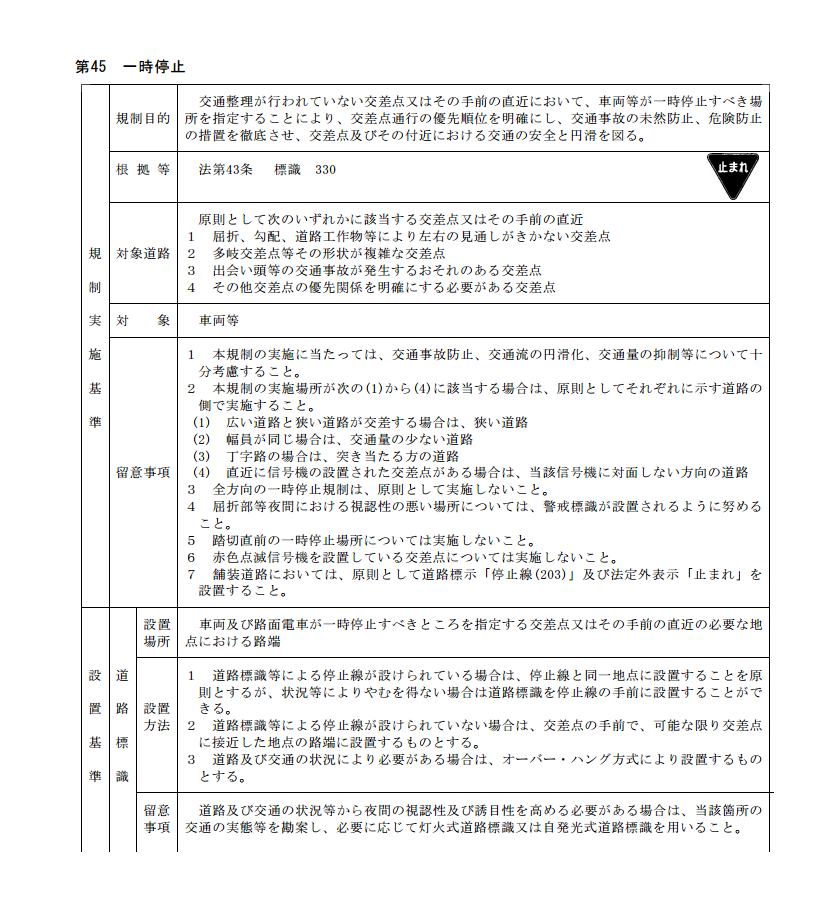 第45　一時停止
規制実施基準
規制目的
交通整理が行われていない交差点又はその手前の直近において、車両等が一時停止すべき場
所を指定することにより、交差点通行の優先順位を明確にし、交通事故の未然防止、危険防止
の措置を徹底させ、交差点及びその付近における交通の安全と円滑を図る。
根拠等
法第43条　標識　330
止まれ
対象道路
原則として次のいずれかに該当する交差点又はその手前の直近
1　屈折、勾配、道路工作物等により左右の見通しがきかない交差点
2　多岐交差点等その形状が複雑な交差点
3　出会い頭等の交通事故が発生するおそれのある交差点
4　その他交差点の優先関係を明確にする必要がある交差点
対　象
車両等
留意事項
1　本規制の実施に当たっては、交通事故防止、交通流の円滑化、交通量の抑制等について十
分考慮すること。
2　本規制の実施場所が次の(1)から(4)に該当する場合は、原則としてそれぞれに示す道路の
側で実施すること。
(1)　広い道路と狭い道路が交差する場合は、狭い道路
(2)　幅員が同じ場合は、交通量の少ない道路
(3)　丁字路の場合は、突き当たる方の道路
(4)　直近に信号機の設置された交差点がある場合は、当該信号機に対面しない方向の道路
3　全方向の一時停止規制は、原則として実施しないこと。
4　屈折部等夜間における視認性の悪い場所については、警戒標識が設置されるように努める
こと。
5　踏切直前の一時停止場所については実施しないこと。
6　赤色点滅信号機を設置している交差点については実施しないこと。
7　舗装道路においては、原則として道路標示「停止線(203)」及び法定外表示「止まれ」を
設置すること。
設置基準
道路標識
設置
場所
車両及び路面電車が一時停止すべきところを指定する交差点又はその手前の直近の必要な地
点における路端
設置
方法
1　道路標識等による停止線が設けられている場合は、停止線と同一地点に設置することを原
則とするが、状況等によりやむを得ない場合は道路標識を停止線の手前に設置することがで
きる。
2　道路標識等による停止線が設けられていない場合は、交差点の手前で、可能な限り交差点
に接近した地点の路端に設置するものとする。
3　道路及び交通の状況により必要がある場合は、オーバー・ハング方式により設置するもの
とする。
留意
事項
道路及び交通の状況等から夜間の視認性及び誘目性を高める必要がある場合は、当該箇所の
交通の実態等を勘案し、必要に応じて灯火式道路標識又は自発光式道路標識を用いること。